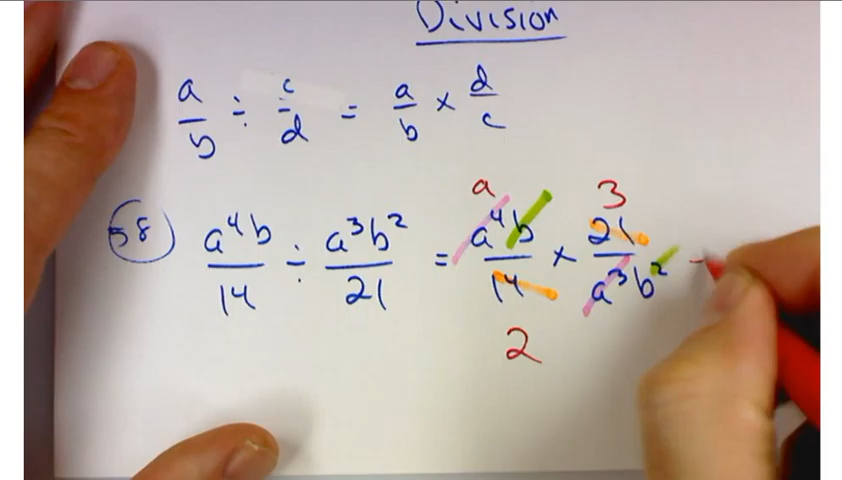 Division
a/b ÷ c/d = a/b × d/c
58) a⁴b/14 ÷ a³b²/21 = a⁴b/14 × 21/a³b²
a 3
2